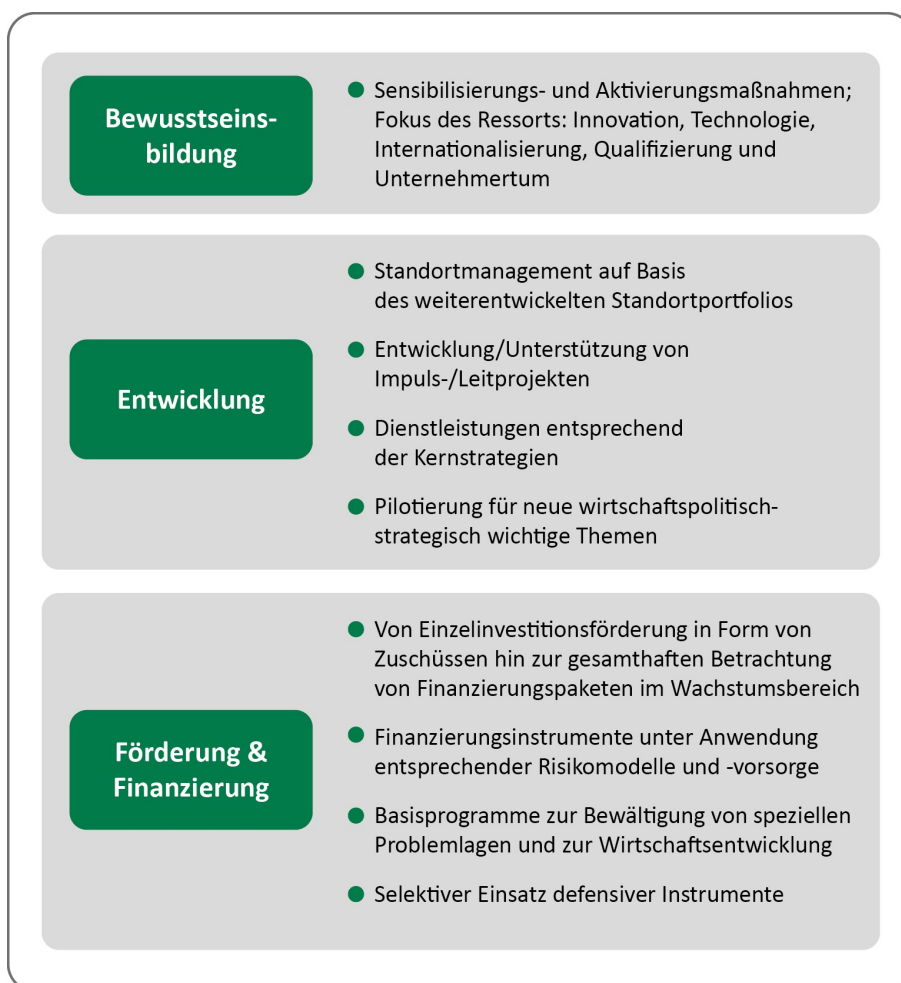 Bewusstseins-
bildung
Sensibilisierungs- und Aktivierungsmaßnahmen;
Fokus des Ressorts: Innovation, Technologie,
Internationalisierung, Qualifizierung und
Unternehmertum
Entwicklung
Standortmanagement auf Basis
des weiterentwickelten Standortportfolios
Entwicklung/Unterstützung von
Impuls-/Leitprojekten
Dienstleistungen entsprechend
der Kernstrategien
Pilotierung für neue wirtschaftspolitisch-
strategisch wichtige Themen
Förderung &
Finanzierung
Von Einzelinvestitionsförderung in Form von
Zuschüssen hin zur gesamthaften Betrachtung
von Finanzierungspaketen im Wachstumsbereich
Finanzierungsinstrumente unter Anwendung
entsprechender Risikomodelle und -vorsorge
Basisprogramme zur Bewältigung von speziellen
Problemlagen und zur Wirtschaftsentwicklung
Selektiver Einsatz defensiver Instrumente